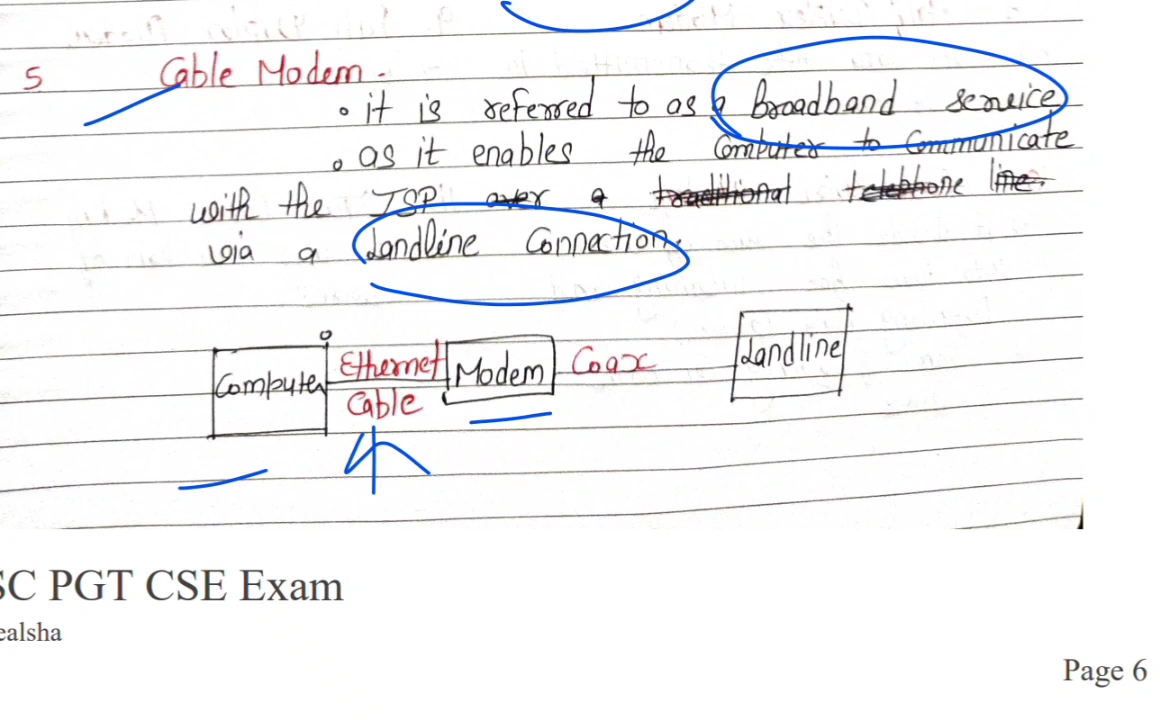 5 Cable Modem -
• it is referred to as a Broadband service
• as it enables the Computer to Communicate
with the ISP over a traditional telephone line.
via a Landline Connection.
Computer Ethernet Cable Modem Coax Landline
SC PGT CSE Exam
ealsha
Page 6